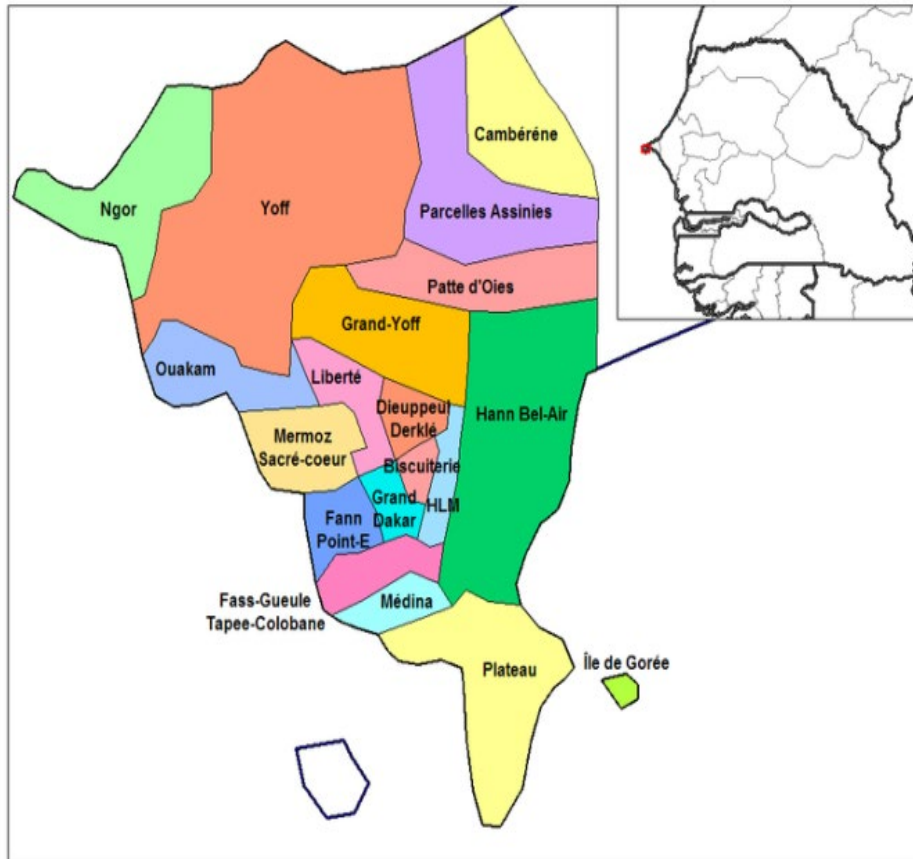 Cambéréne
Ngor
Yoff
Parcelles Assinies
Patte d'Oies
Grand-Yoff
Ouakam
Liberté
Dieuppeul
Derklé
Hann Bel-Air
Mermoz
Sacré-coeur
Biscuiterie
Grand
Dakar
HLM
Fann
Point-E
Fass-Gueule
Tapee-Colobane
Médina
Plateau
Île de Gorée